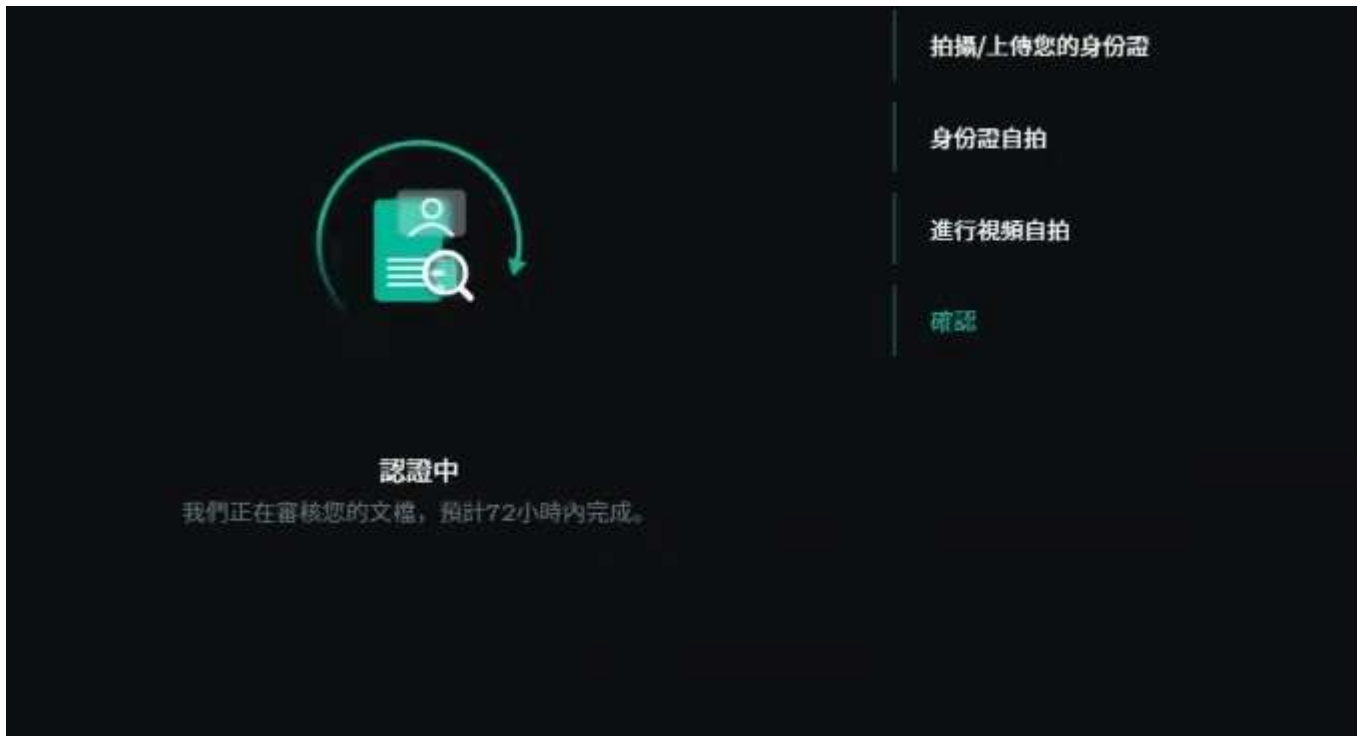 拍攝/上傳您的身份證
身份證自拍
進行視頻自拍
確認
認證中
我們正在審核您的文檔，預計72小時內完成。